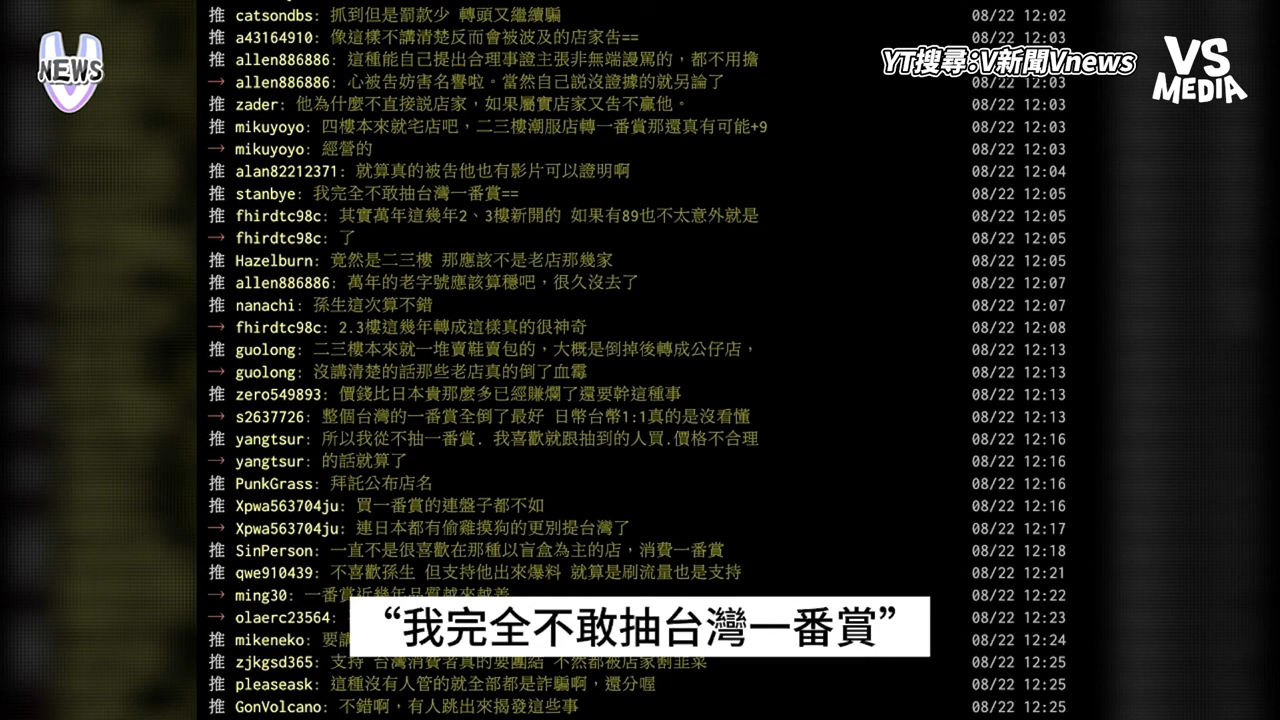 推 catsondbs: 抓到但是罰款少 轉頭又繼續騙 08/22 12:02
推 a43164910: 像這樣不講清楚反而會被波及的店家告== 08/22 12:03
推 allen886886: 這種能自己提出合理事證主張非無端謾罵的，都不用擔 08/22 12:03
→ allen886886: 心被告妨害名譽啦。當然自己說沒證據的就另論了 08/22 12:03
推 zader: 他為什麼不直接說店家，如果屬實店家又告不贏他。 08/22 12:03
推 mikuyoyo: 四樓本來就宅店吧，二三樓潮服店轉一番賞那還真有可能+9 08/22 12:03
→ mikuyoyo: 經營的 08/22 12:03
推 alan82212371: 就算真的被告他也有影片可以證明啊 08/22 12:04
推 stanbye: 我完全不敢抽台灣一番賞== 08/22 12:05
推 fhirdtc98c: 其實萬年這幾年2、3樓新開的 如果有89也不太意外就是 08/22 12:05
→ fhirdtc98c: 了 08/22 12:05
推 Hazelburn: 竟然是二三樓 那應該不是老店那幾家 08/22 12:05
推 allen886886: 萬年的老字號應該算穩吧，很久沒去了 08/22 12:07
推 nanachi: 孫生這次算不錯 08/22 12:07
→ fhirdtc98c: 2.3樓這幾年轉成這樣真的很神奇 08/22 12:08
推 guolong: 二三樓本來就一堆賣鞋賣包的，大概是倒掉後轉成公仔店， 08/22 12:13
→ guolong: 沒講清楚的話那些老店真的倒了血霉 08/22 12:13
推 zero549893: 價錢比日本貴那麼多已經賺爛了還要幹這種事 08/22 12:13
→ s2637726: 整個台灣的一番賞全倒了最好 日幣台幣1:1真的是沒看懂 08/22 12:13
推 yangtsur: 所以我從不抽一番賞. 我喜歡就跟抽到的人買.價格不合理 08/22 12:16
→ yangtsur: 的話就算了 08/22 12:16
推 PunkGrass: 拜託公布店名 08/22 12:16
推 Xpwa563704ju: 買一番賞的連盤子都不如 08/22 12:16
→ Xpwa563704ju: 連日本都有偷雞摸狗的更別提台灣了 08/22 12:17
推 SinPerson: 一直不是很喜歡在那種以盲盒為主的店，消費一番賞 08/22 12:18
推 qwe910439: 不喜歡孫生 但支持他出來爆料 就算是刷流量也是支持 08/22 12:21
→ ming30: 一番賞近幾年品質越來越差 08/22 12:22
→ olaerc23564: 08/22 12:23
推 mikeneko: 要 08/22 12:24
推 zjkgsd365: 支持 台灣消費者真的要團結 不然都被店家割韭菜 08/22 12:25
推 pleaseask: 這種沒有人管的就全部都是詐騙啊，還分喔 08/22 12:25
推 GonVolcano: 不錯啊，有人跳出來揭發這些事 08/22 12:25
“我完全不敢抽台灣一番賞”
NEWS
YT搜尋:V新聞Vnews
VS
MEDIA